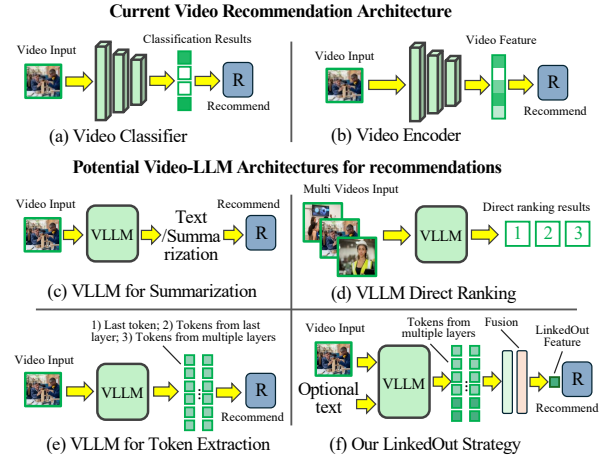 Current Video Recommendation Architecture
Video Input
Classification Results
R
Recommend
(a) Video Classifier
Video Input
Video Feature
R
Recommend
(b) Video Encoder
Potential Video-LLM Architectures for recommendations
Video Input
VLLM
Text
/Summa-
rization
Recommend
R
(c) VLLM for Summarization
Multi Videos Input
VLLM
Direct ranking results
1 2 3
(d) VLLM Direct Ranking
1) Last token; 2) Tokens from last
layer; 3) Tokens from multiple layers
Video Input
VLLM
R
Recommend
(e) VLLM for Token Extraction
Video Input
Optional
text
VLLM
Tokens from
multiple layers
Fusion
LinkedOut
Feature
R
Recommend
(f) Our LinkedOut Strategy